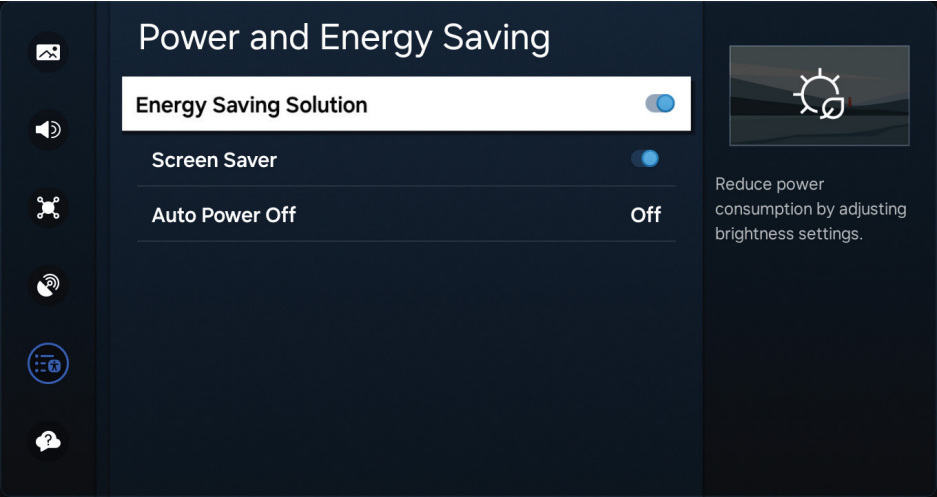 Power and Energy Saving
Energy Saving Solution
Screen Saver
Auto Power Off Off
Reduce power
consumption by adjusting
brightness settings.
?